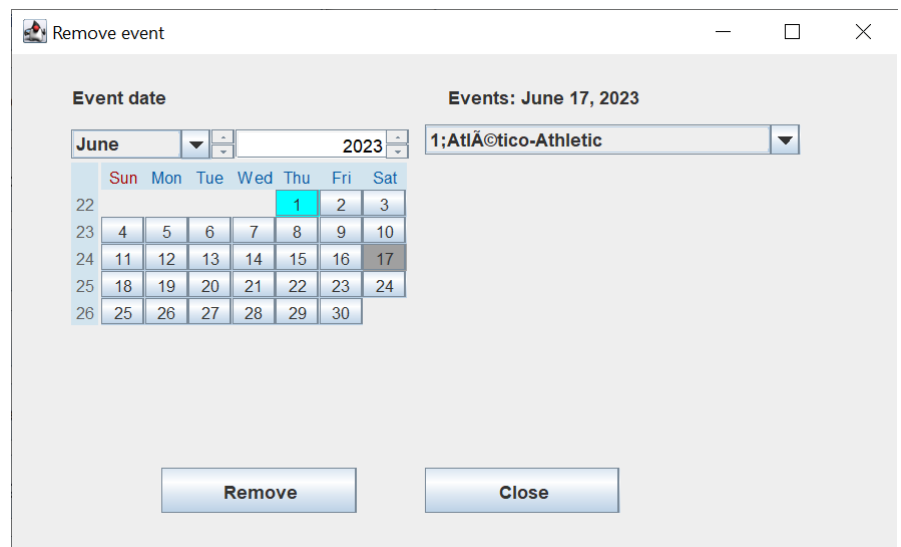 Remove event
Event date
Events: June 17, 2023
June 2023
1;AtlÃ©tico-Athletic
Sun Mon Tue Wed Thu Fri Sat
22 1 2 3
23 4 5 6 7 8 9 10
24 11 12 13 14 15 16 17
25 18 19 20 21 22 23 24
26 25 26 27 28 29 30
Remove
Close